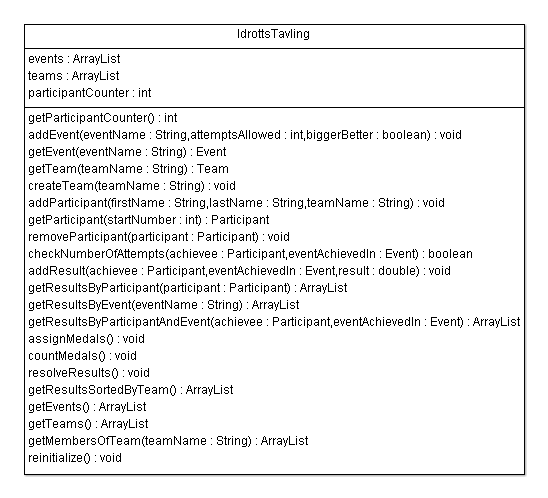 IdrottsTavling
events : ArrayList
teams : ArrayList
participantCounter : int
getParticipantCounter() : int
addEvent(eventName : String,attemptsAllowed : int,biggerBetter : boolean) : void
getEvent(eventName : String) : Event
getTeam(teamName : String) : Team
createTeam(teamName : String) : void
addParticipant(firstName : String,lastName : String,teamName : String) : void
getParticipant(startNumber : int) : Participant
removeParticipant(participant : Participant) : void
checkNumberOfAttempts(achievee : Participant,eventAchievedIn : Event) : boolean
addResult(achievee : Participant,eventAchievedIn : Event,result : double) : void
getResultsByParticipant(participant : Participant) : ArrayList
getResultsByEvent(eventName : String) : ArrayList
getResultsByParticipantAndEvent(achievee : Participant,eventAchievedIn : Event) : ArrayList
assignMedals() : void
countMedals() : void
resolveResults() : void
getResultsSortedByTeam() : ArrayList
getEvents() : ArrayList
getTeams() : ArrayList
getMembersOfTeam(teamName : String) : ArrayList
reinitialize() : void